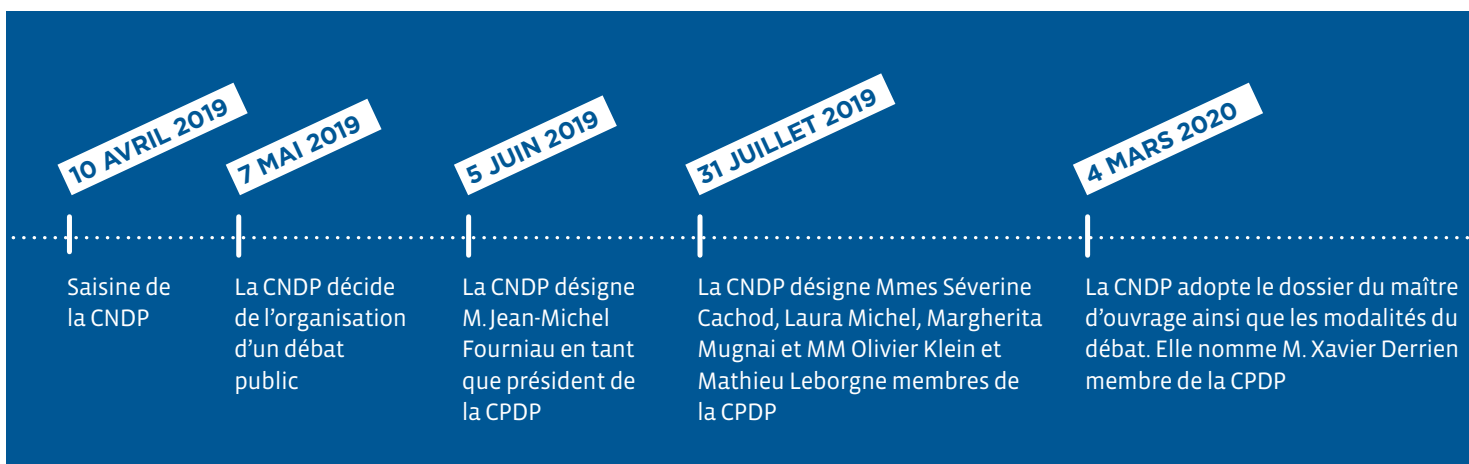 10 AVRIL 2019
Saisine de
la CNDP
7 MAI 2019
La CNDP décide
de l’organisation
d’un débat
public
5 JUIN 2019
La CNDP désigne
M. Jean-Michel
Fourniau en tant
que président de
la CPDP
31 JUILLET 2019
La CNDP désigne Mmes Séverine
Cachod, Laura Michel, Margherita
Mugnai et MM Olivier Klein et
Mathieu Leborgne membres de
la CPDP
4 MARS 2020
La CNDP adopte le dossier du maître
d’ouvrage ainsi que les modalités du
débat. Elle nomme M. Xavier Derrien
membre de la CPDP